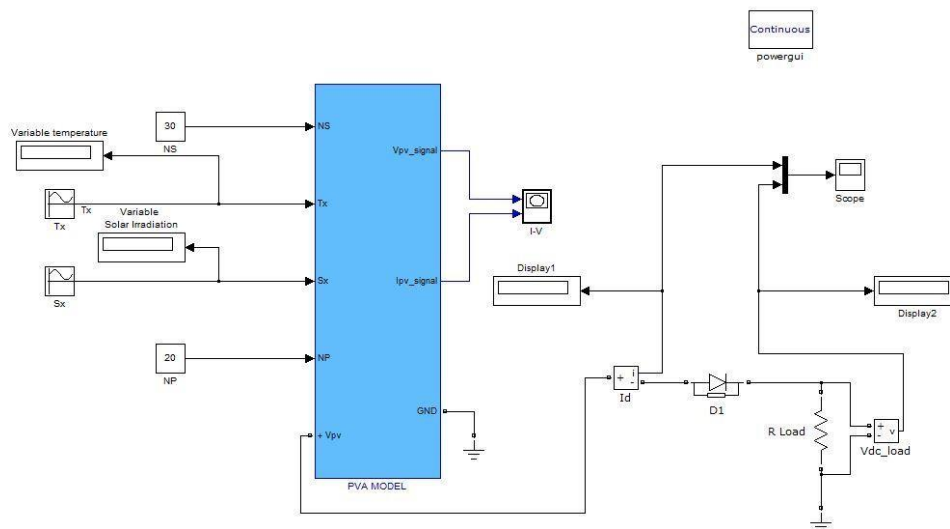 Continuous
powergui
30
NS
Variable temperature
Tx
Tx
Variable
Solar Irradiation
Sx
20
NP
NS
Tx
Sx
NP
+ Vpv
Vpv_signal
Ipv_signal
GND
PVA MODEL
I-V
Scope
Display1
Display2
+
i
-
Id
D1
R Load
+
-
v
Vdc_load